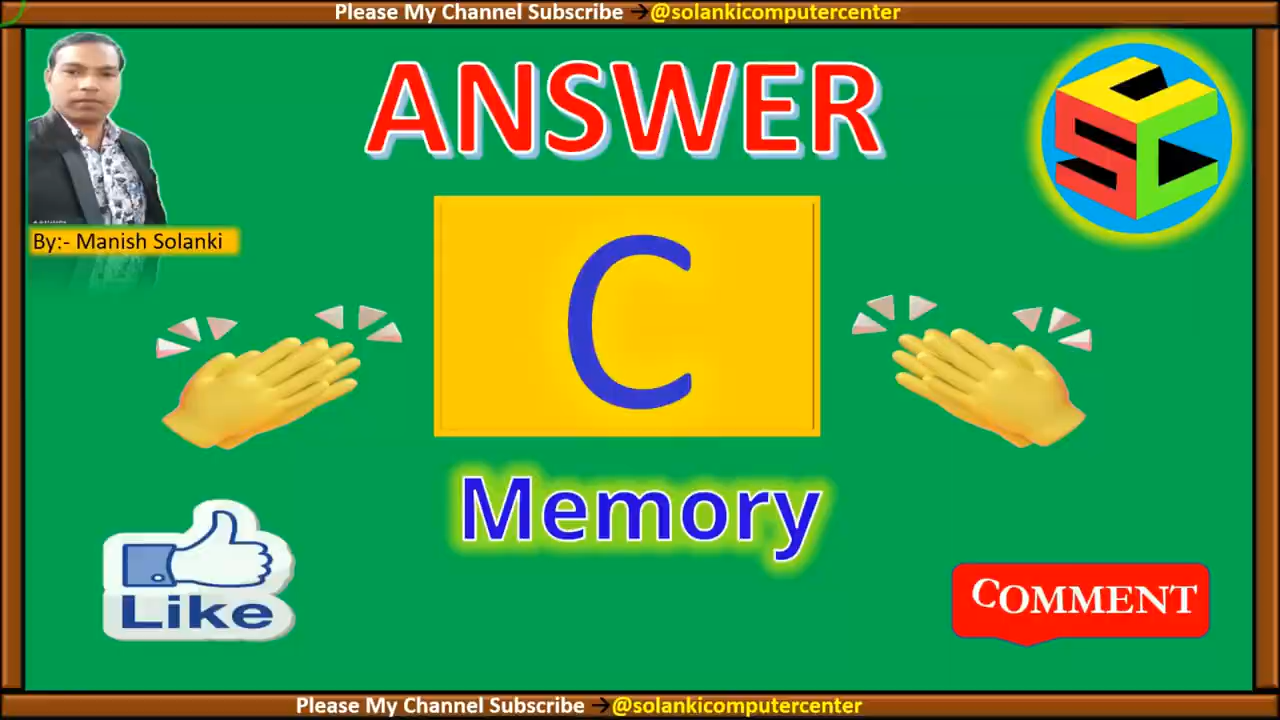 Please My Channel Subscribe →@solankicomputercenter
ANSWER
By:- Manish Solanki
C
Memory
Like
COMMENT
Please My Channel Subscribe →@solankicomputercenter